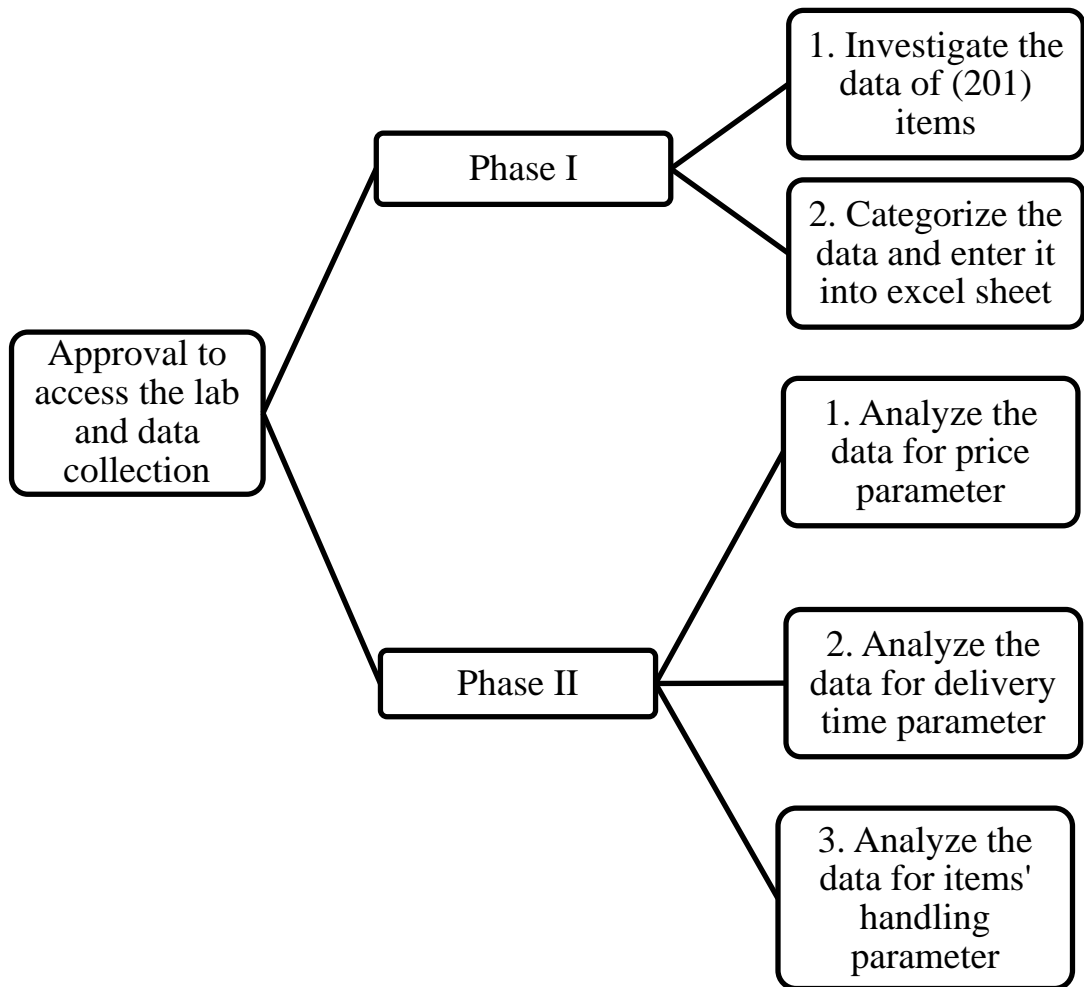 Approval to
access the lab
and data
collection
Phase I
1. Investigate the
data of (201)
items
2. Categorize the
data and enter it
into excel sheet
Phase II
1. Analyze the
data for price
parameter
2. Analyze the
data for delivery
time parameter
3. Analyze the
data for items'
handling
parameter